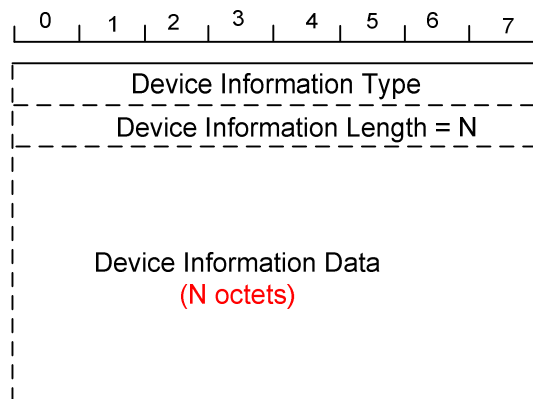 0 1 2 3 4 5 6 7
Device Information Type
Device Information Length = N
Device Information Data
(N octets)